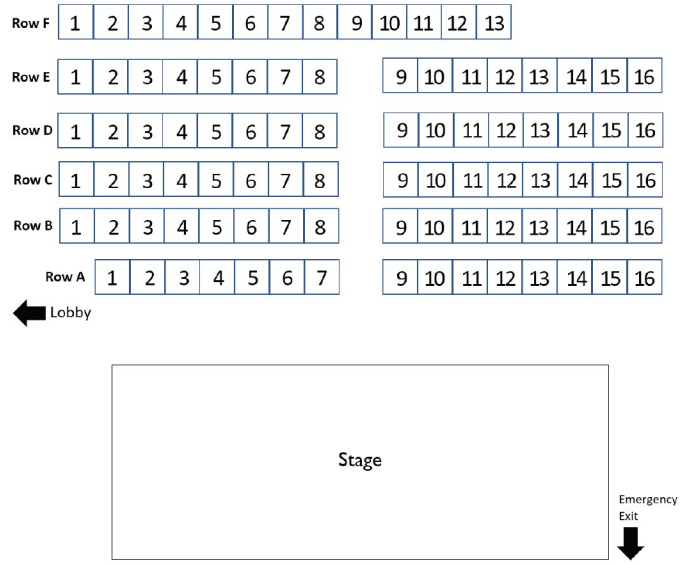 Row F 1 2 3 4 5 6 7 8 9 10 11 12 13
Row E 1 2 3 4 5 6 7 8 9 10 11 12 13 14 15 16
Row D 1 2 3 4 5 6 7 8 9 10 11 12 13 14 15 16
Row C 1 2 3 4 5 6 7 8 9 10 11 12 13 14 15 16
Row B 1 2 3 4 5 6 7 8 9 10 11 12 13 14 15 16
Row A 1 2 3 4 5 6 7 9 10 11 12 13 14 15 16
Lobby
Stage
Emergency
Exit